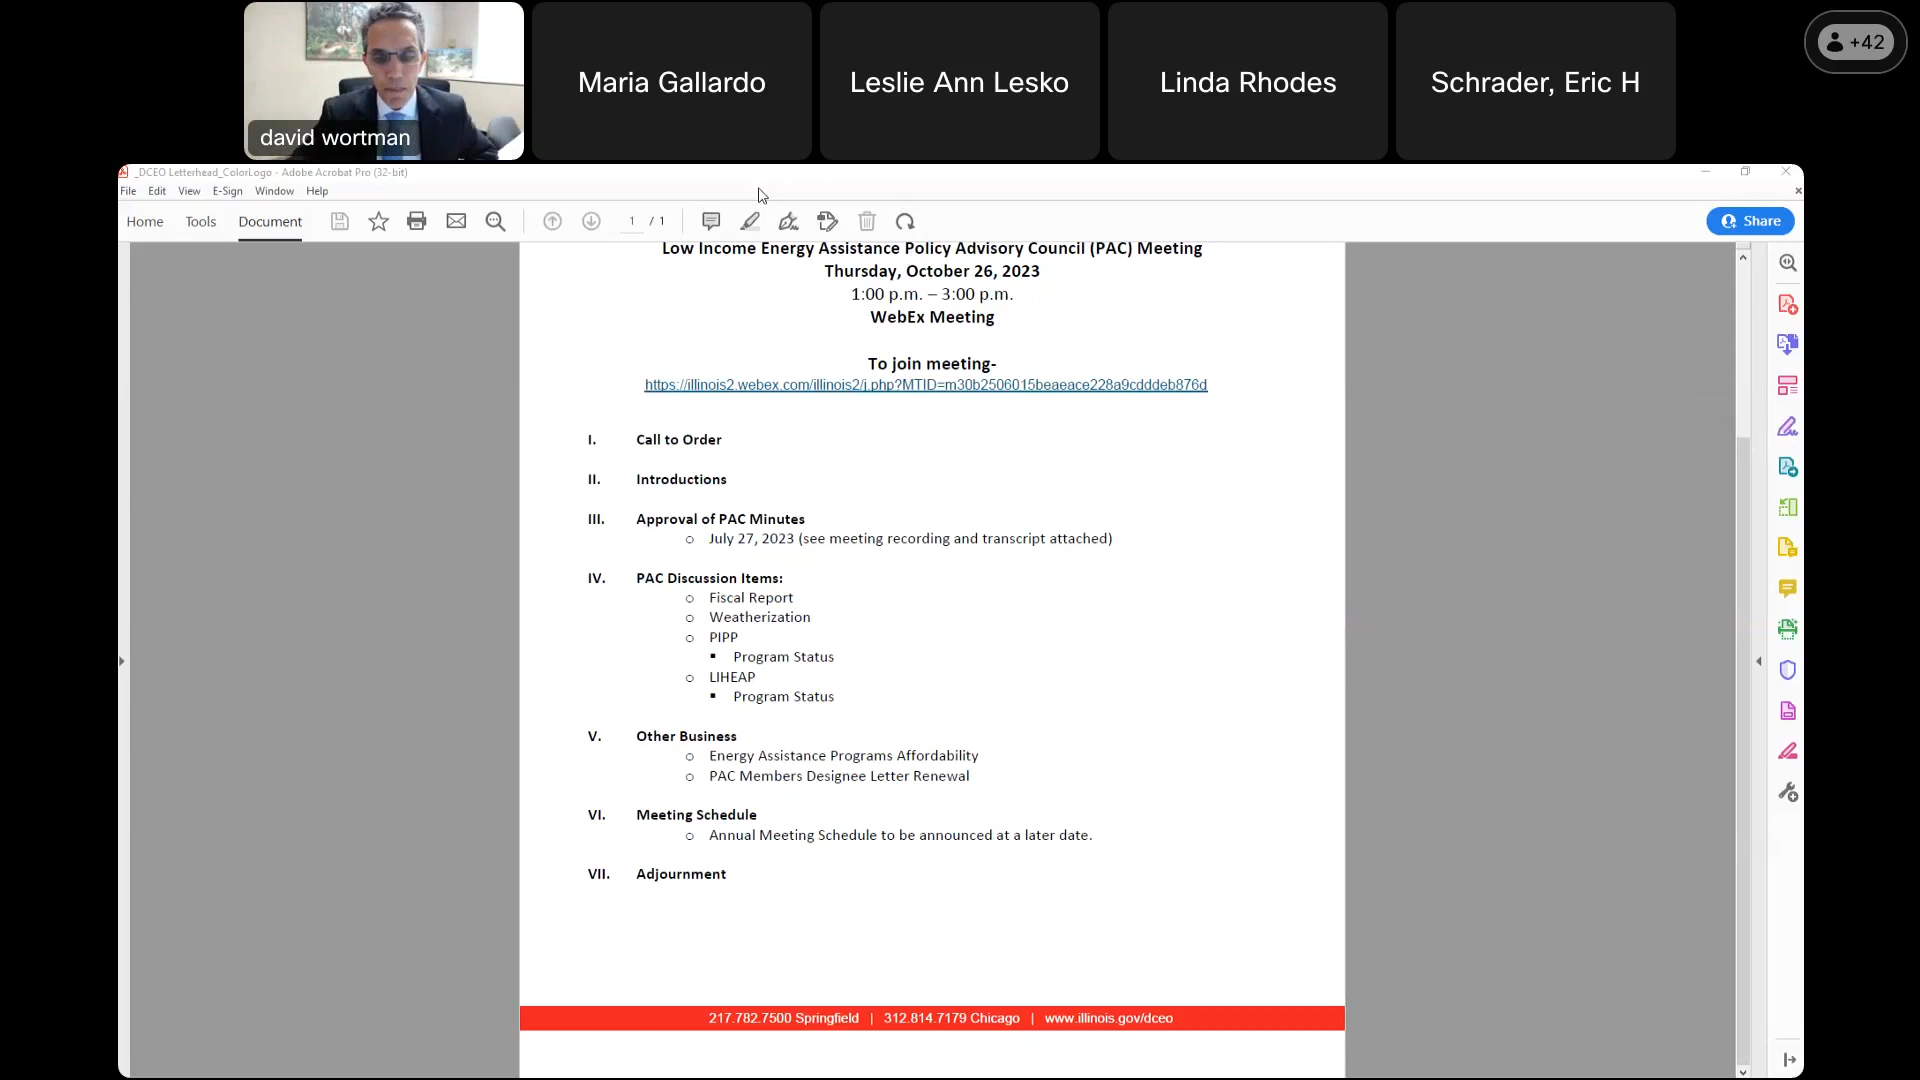 david wortman
Maria Gallardo
Leslie Ann Lesko
Linda Rhodes
Schrader, Eric H
+42
_DCEO Letterhead_ColorLogo - Adobe Acrobat Pro (32-bit)
File Edit View E-Sign Window Help
Home Tools Document 1 / 1 Share
Low Income Energy Assistance Policy Advisory Council (PAC) Meeting
Thursday, October 26, 2023
1:00 p.m. – 3:00 p.m.
WebEx Meeting
To join meeting-
https://illinois2.webex.com/illinois2/j.php?MTID=m30b2506015beaeace228a9cdddeb876d
I. Call to Order
II. Introductions
III. Approval of PAC Minutes
o July 27, 2023 (see meeting recording and transcript attached)
IV. PAC Discussion Items:
o Fiscal Report
o Weatherization
o PIPP
▪ Program Status
o LIHEAP
▪ Program Status
V. Other Business
o Energy Assistance Programs Affordability
o PAC Members Designee Letter Renewal
VI. Meeting Schedule
o Annual Meeting Schedule to be announced at a later date.
VII. Adjournment
217.782.7500 Springfield | 312.814.7179 Chicago | www.illinois.gov/dceo